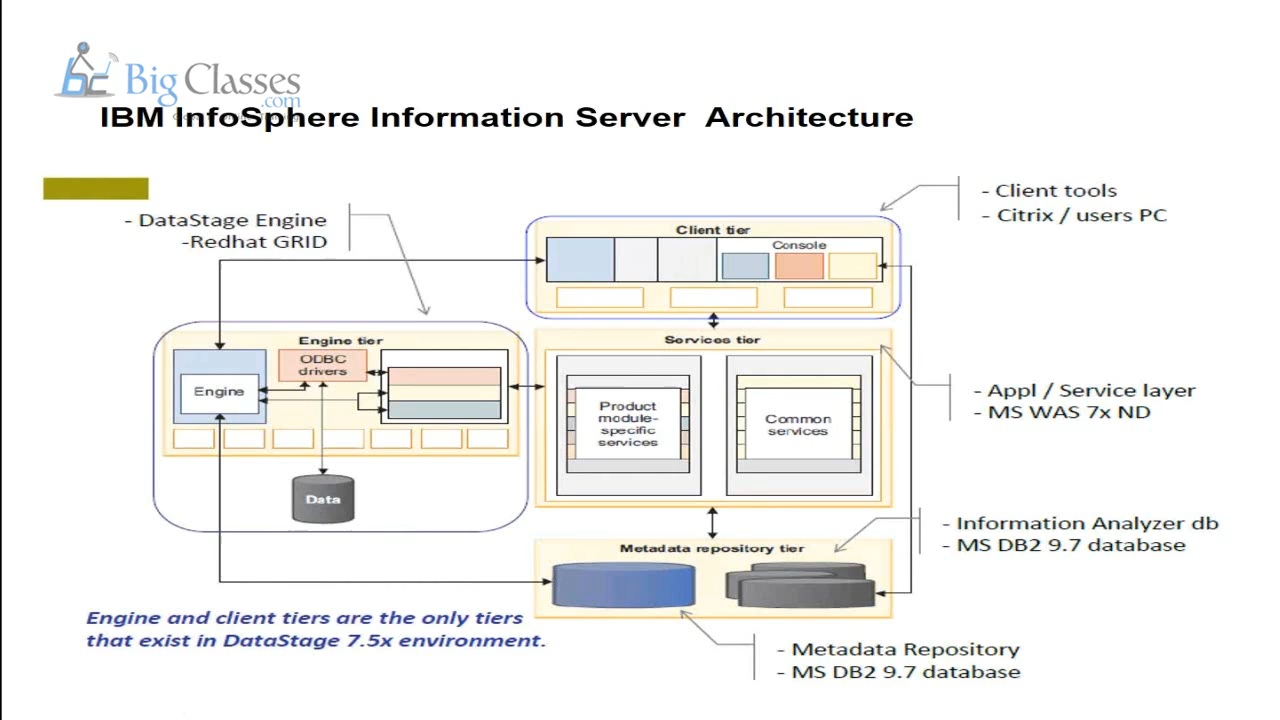 Big Classes
.com
IBM InfoSphere Information Server Architecture
- Client tools
- Citrix / users PC
- DataStage Engine
-Redhat GRID
Client tier
Console
Engine tier
ODBC
drivers
Engine
Data
Services tier
Product
module-
specific
services
Common
services
- Appl / Service layer
- MS WAS 7x ND
- Information Analyzer db
- MS DB2 9.7 database
Metadata repository tier
Engine and client tiers are the only tiers
that exist in DataStage 7.5x environment.
- Metadata Repository
- MS DB2 9.7 database